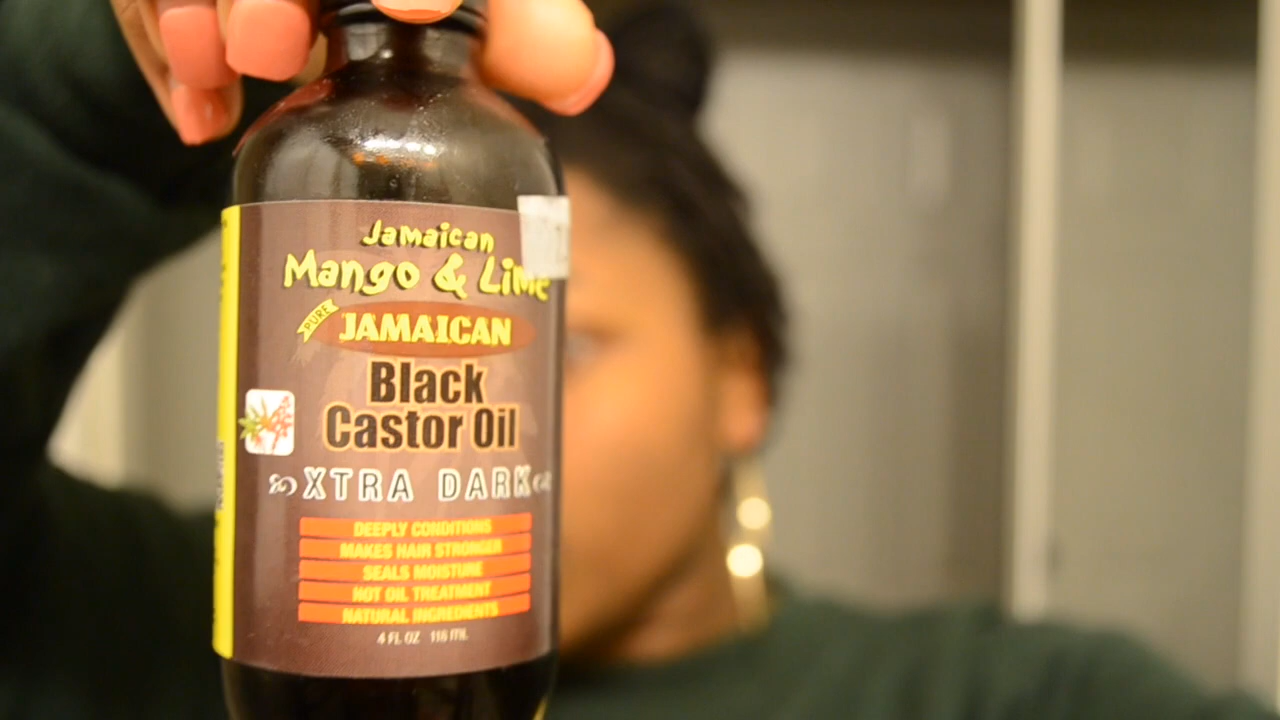 Jamaican
Mango & Lime
PURE
JAMAICAN
Black
Castor Oil
XTRA DARK
DEEPLY CONDITIONS
MAKES HAIR STRONGER
SEALS MOISTURE
HOT OIL TREATMENT
NATURAL INGREDIENTS
4 FL OZ 118 mL